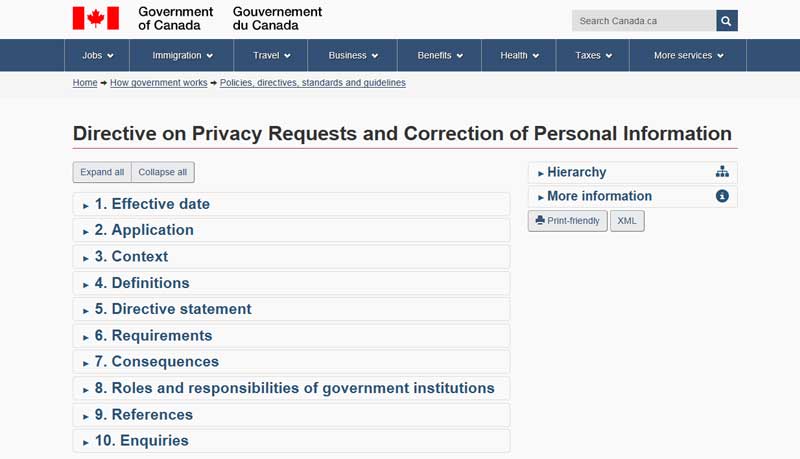 Government of Canada
Gouvernement du Canada
Search Canada.ca
Jobs Immigration Travel Business Benefits Health Taxes More services
Home ➡ How government works ➡ Policies, directives, standards and guidelines
Directive on Privacy Requests and Correction of Personal Information
Expand all Collapse all
► 1. Effective date
► 2. Application
► 3. Context
► 4. Definitions
► 5. Directive statement
► 6. Requirements
► 7. Consequences
► 8. Roles and responsibilities of government institutions
► 9. References
► 10. Enquiries
► Hierarchy
► More information
Print-friendly XML